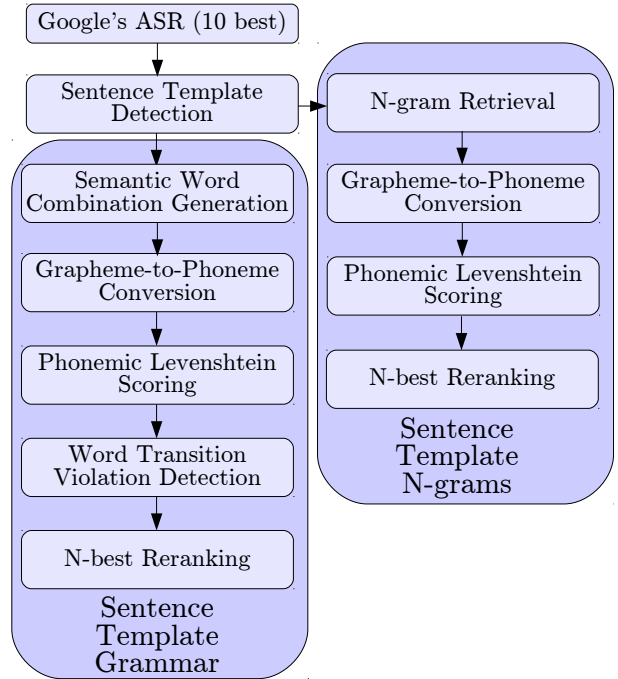 Google's ASR (10 best)
Sentence Template
Detection
Semantic Word
Combination Generation
Grapheme-to-Phoneme
Conversion
Phonemic Levenshtein
Scoring
Word Transition
Violation Detection
N-best Reranking
Sentence
Template
Grammar
N-gram Retrieval
Grapheme-to-Phoneme
Conversion
Phonemic Levenshtein
Scoring
N-best Reranking
Sentence
Template
N-grams